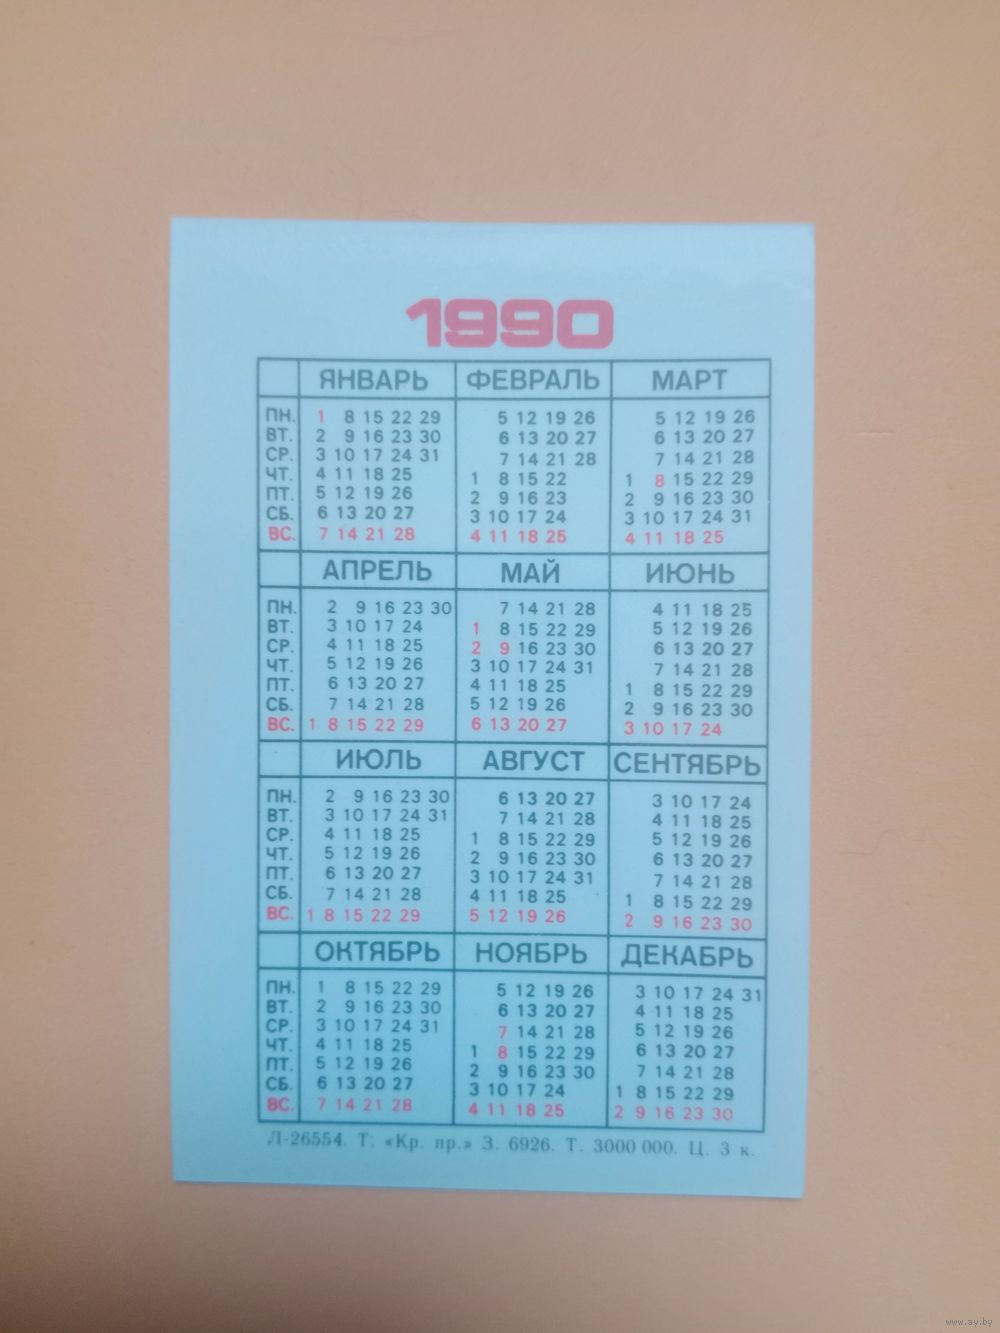 1990
ЯНВАРЬ ФЕВРАЛЬ МАРТ
ПН. 1 8 15 22 29 5 12 19 26 5 12 19 26
ВТ. 2 9 16 23 30 6 13 20 27 6 13 20 27
СР. 3 10 17 24 31 7 14 21 28 7 14 21 28
ЧТ. 4 11 18 25 1 8 15 22 1 8 15 22 29
ПТ. 5 12 19 26 2 9 16 23 2 9 16 23 30
СБ. 6 13 20 27 3 10 17 24 3 10 17 24 31
ВС. 7 14 21 28 4 11 18 25 4 11 18 25
АПРЕЛЬ МАЙ ИЮНЬ
ПН. 2 9 16 23 30 7 14 21 28 4 11 18 25
ВТ. 3 10 17 24 1 8 15 22 29 5 12 19 26
СР. 4 11 18 25 2 9 16 23 30 6 13 20 27
ЧТ. 5 12 19 26 3 10 17 24 31 7 14 21 28
ПТ. 6 13 20 27 4 11 18 25 1 8 15 22 29
СБ. 7 14 21 28 5 12 19 26 2 9 16 23 30
ВС. 1 8 15 22 29 6 13 20 27 3 10 17 24
ИЮЛЬ АВГУСТ СЕНТЯБРЬ
ПН. 2 9 16 23 30 6 13 20 27 3 10 17 24
ВТ. 3 10 17 24 31 7 14 21 28 4 11 18 25
СР. 4 11 18 25 1 8 15 22 29 5 12 19 26
ЧТ. 5 12 19 26 2 9 16 23 30 6 13 20 27
ПТ. 6 13 20 27 3 10 17 24 31 7 14 21 28
СБ. 7 14 21 28 4 11 18 25 1 8 15 22 29
ВС. 1 8 15 22 29 5 12 19 26 2 9 16 23 30
ОКТЯБРЬ НОЯБРЬ ДЕКАБРЬ
ПН. 1 8 15 22 29 5 12 19 26 3 10 17 24 31
ВТ. 2 9 16 23 30 6 13 20 27 4 11 18 25
СР. 3 10 17 24 31 7 14 21 28 5 12 19 26
ЧТ. 4 11 18 25 1 8 15 22 29 6 13 20 27
ПТ. 5 12 19 26 2 9 16 23 30 7 14 21 28
СБ. 6 13 20 27 3 10 17 24 1 8 15 22 29
ВС. 7 14 21 28 4 11 18 25 2 9 16 23 30
Л-26554. Т. «Кр. пр.» З. 6926. Т. 3000 000. Ц. 3 к.
www.ay.by